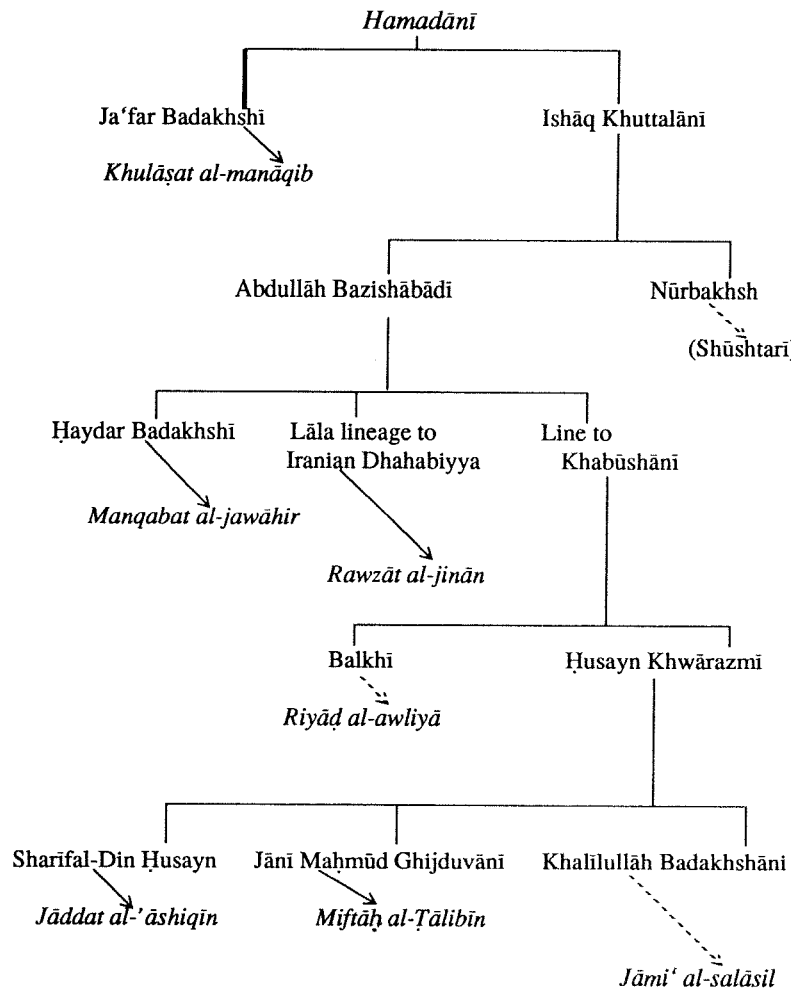 Hamadānī
Ja‘far Badakhshī
Ishāq Khuttalānī
Khulāṣat al-manāqib
Abdullāh Bazishābādī
Nūrbakhsh
(Shūshtarī)
Ḥaydar Badakhshī
Lāla lineage to
Iranian Dhahabiyya
Line to
Khabūshānī
Manqabat al-jawāhir
Rawzāt al-jinān
Balkhī
Ḥusayn Khwārazmī
Riyāḍ al-awliyā
Sharīfal-Din Ḥusayn
Jānī Maḥmūd Ghijduvānī
Khalīlullāh Badakhshāni
Jāddat al-’āshiqīn
Miftāḥ al-Ṭālibīn
Jāmi‘ al-salāsil